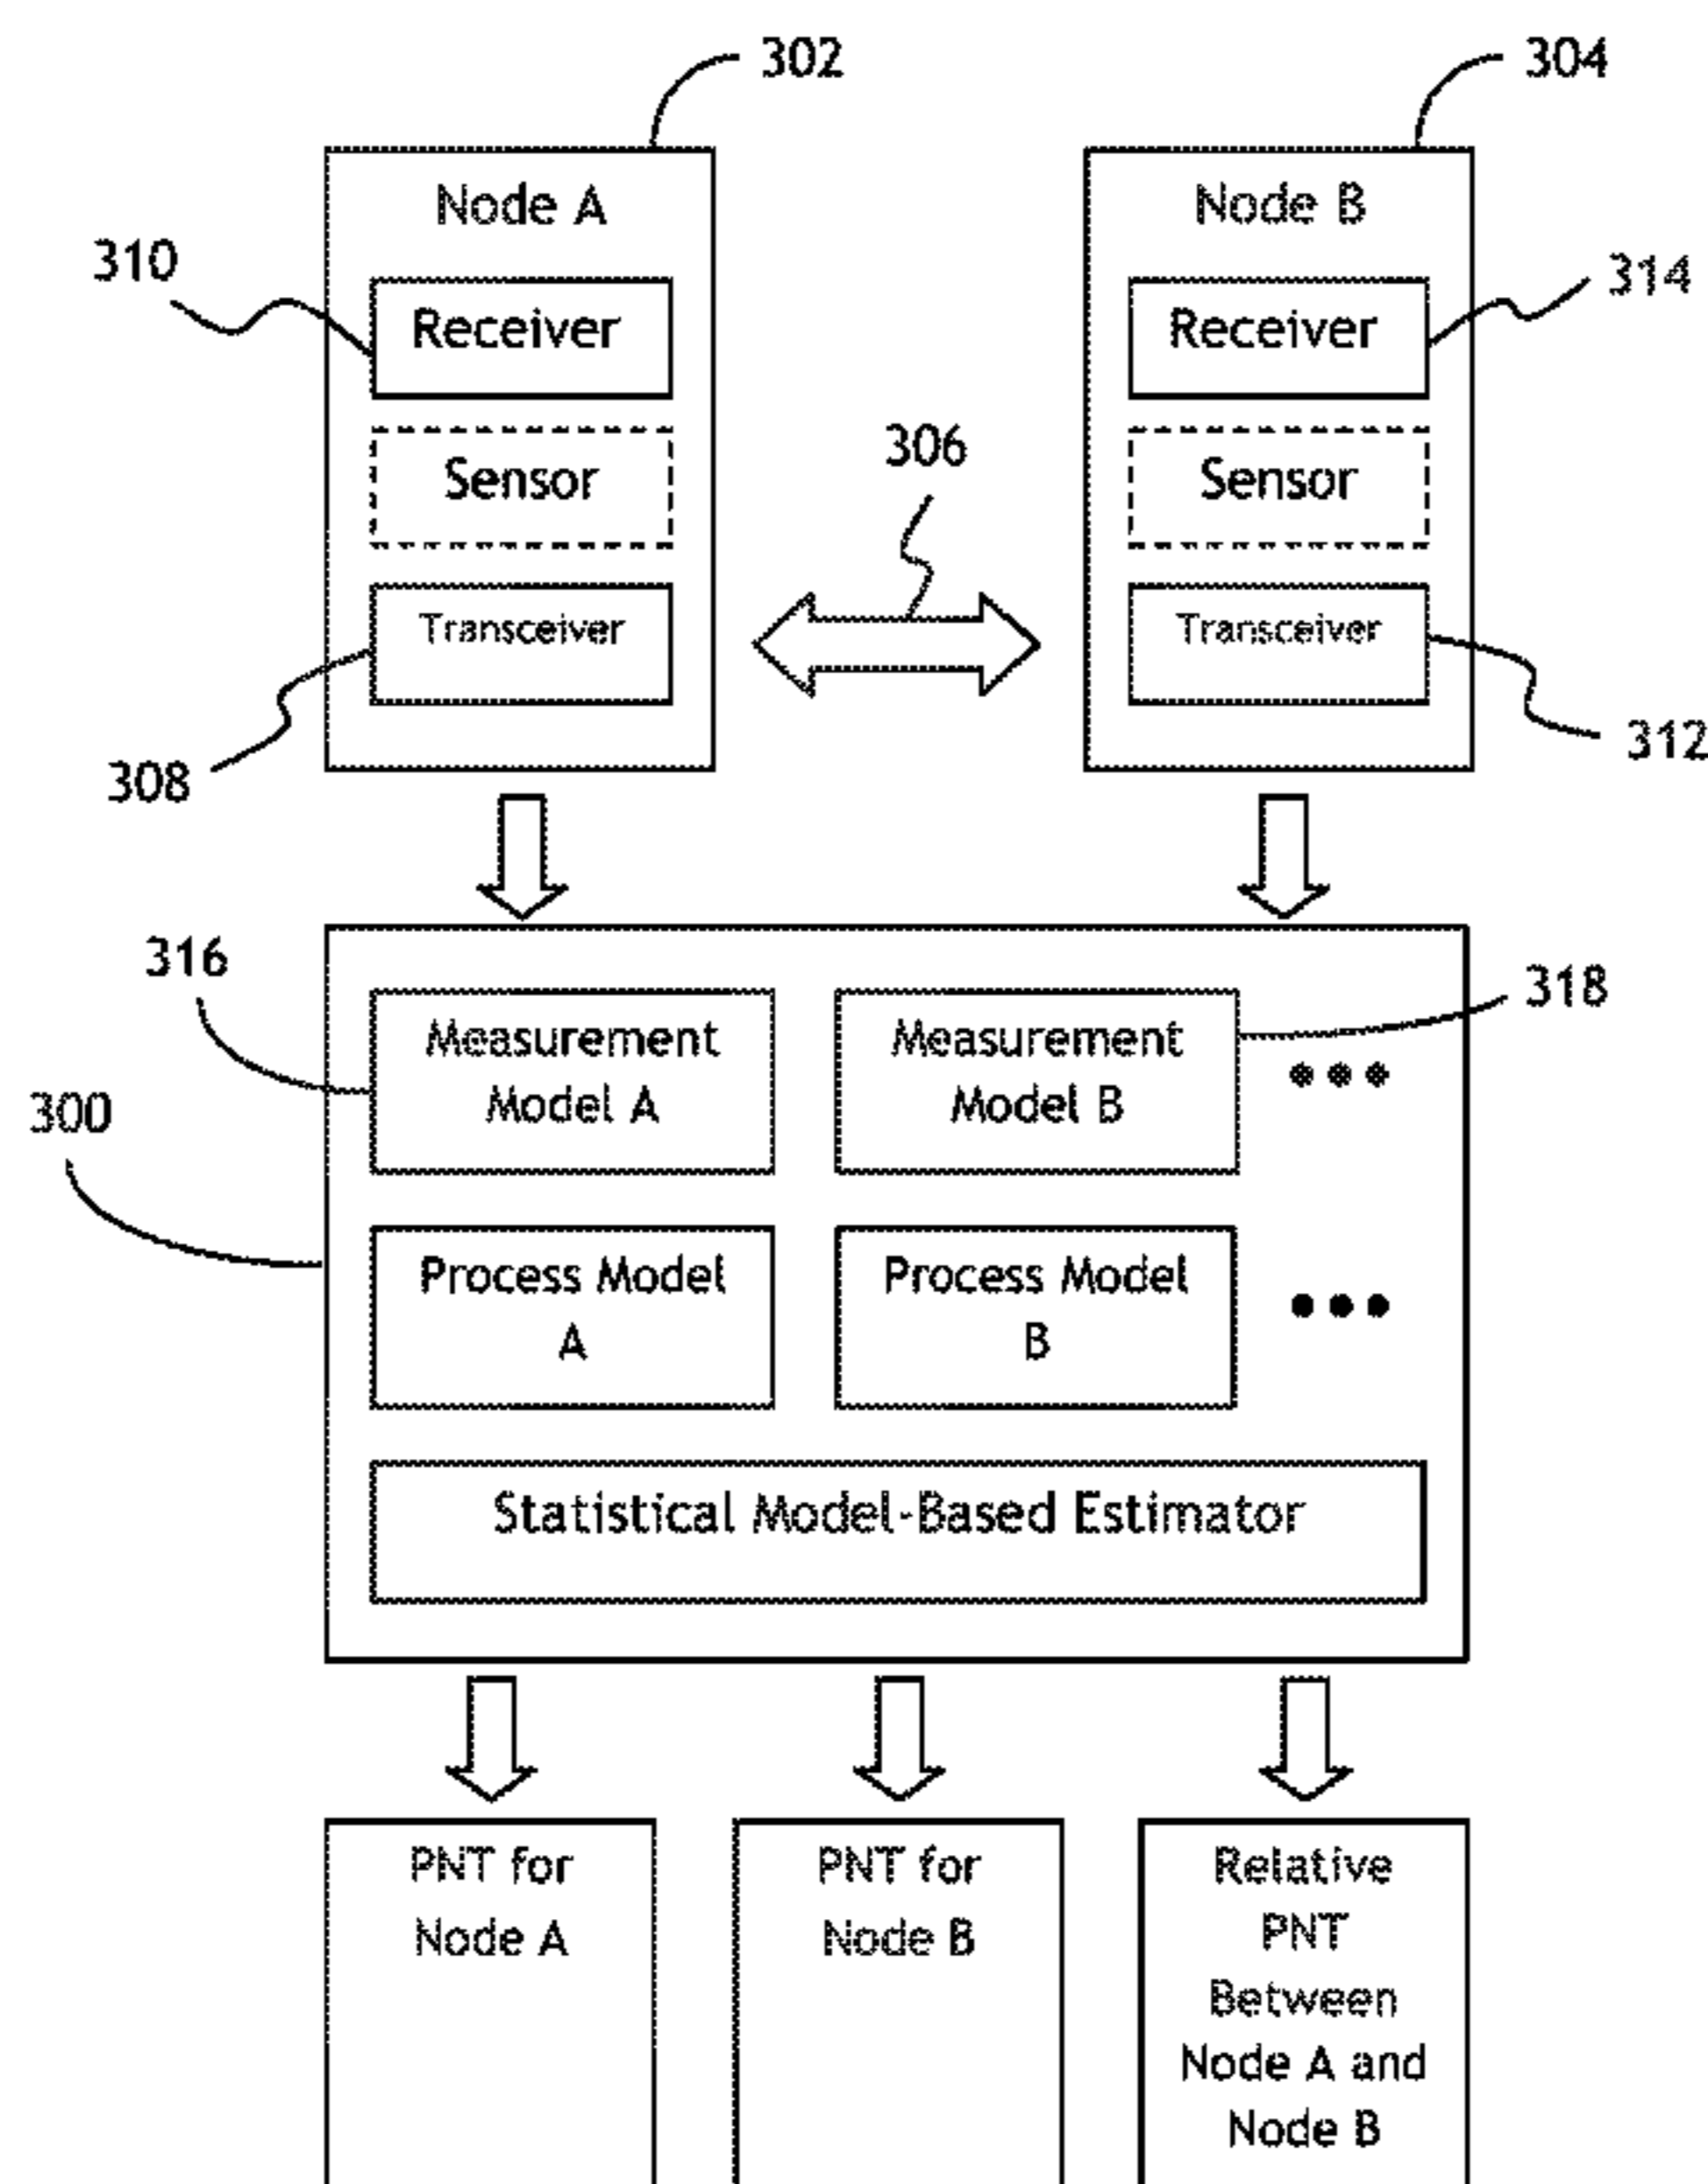 302
304
Node A
Node B
310
314
Receiver
Receiver
306
Sensor
Sensor
Transceiver
Transceiver
308
312
316
318
Measurement
Model A
Measurement
Model B
300
Process Model
A
Process Model
B
Statistical Model-Based Estimator
PNT for
Node A
PNT for
Node B
Relative
PNT
Between
Node A and
Node B